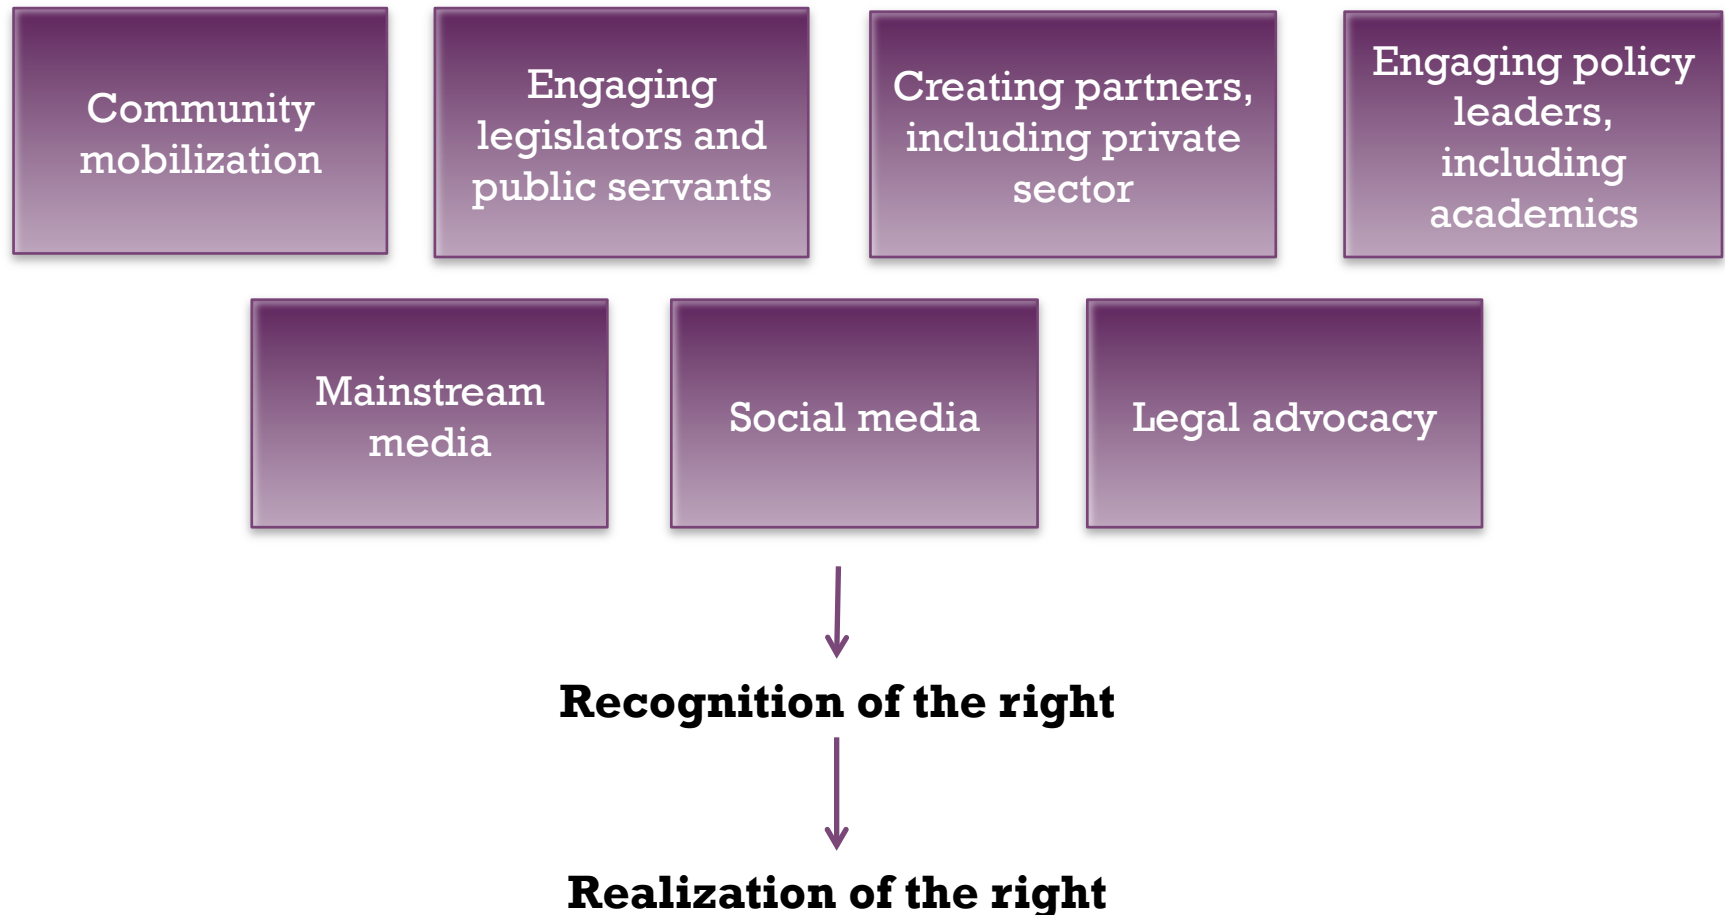 Community
mobilization
Engaging
legislators and
public servants
Creating partners,
including private
sector
Engaging policy
leaders,
including
academics
Mainstream
media
Social media
Legal advocacy
Recognition of the right
Realization of the right